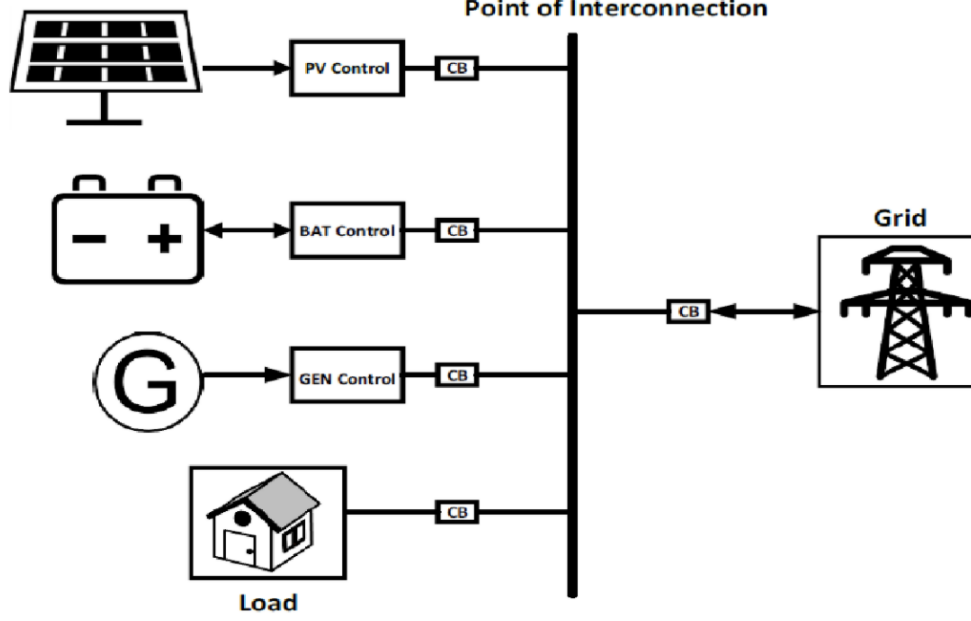 Point of Interconnection
PV Control
CB
BAT Control
CB
Grid
CB
G
GEN Control
CB
CB
Load